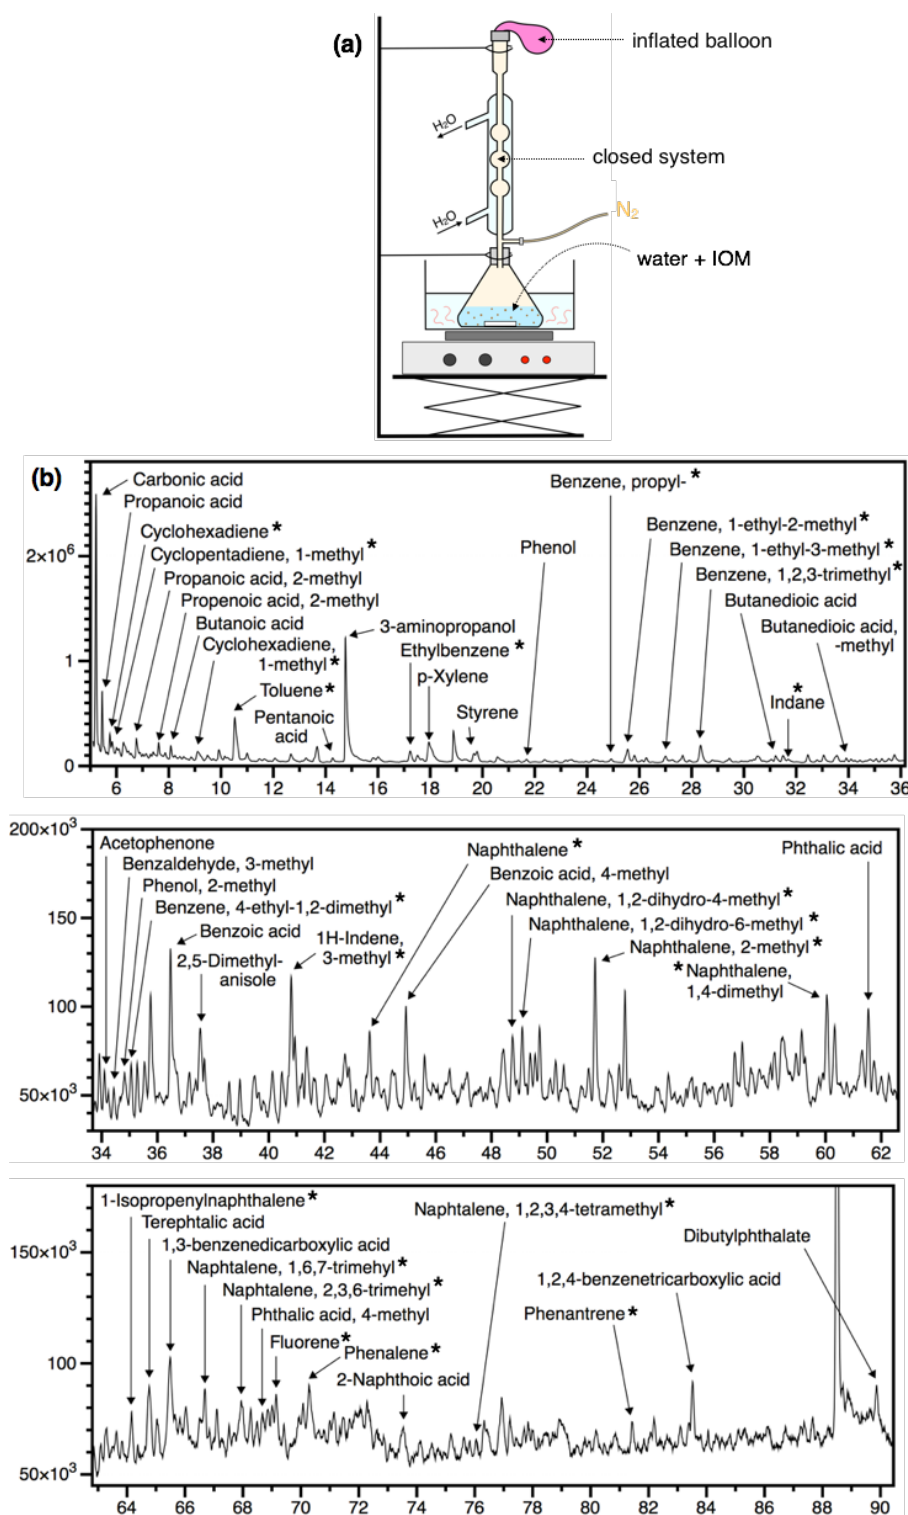 (a)
inflated balloon
H₂O
closed system
H₂O
N₂
water + IOM
(b)
Carbonic acid
Propanoic acid
Cyclohexadiene*
Cyclopentadiene, 1-methyl*
Propanoic acid, 2-methyl
Propenoic acid, 2-methyl
Butanoic acid
Cyclohexadiene,
1-methyl*
Toluene*
Pentanoic
acid
3-aminopropanol
Ethylbenzene*
p-Xylene
Styrene
Phenol
Benzene, propyl-*
Benzene, 1-ethyl-2-methyl*
Benzene, 1-ethyl-3-methyl*
Benzene, 1,2,3-trimethyl*
Butanedioic acid
Butanedioic acid,
-methyl
*
Indane
2×10⁶
1
0
6 8 10 12 14 16 18 20 22 24 26 28 30 32 34 36
200×10³
150
100
50×10³
Acetophenone
Benzaldehyde, 3-methyl
Phenol, 2-methyl
Benzene, 4-ethyl-1,2-dimethyl*
Benzoic acid
2,5-Dimethyl-
anisole
1H-Indene,
3-methyl*
Naphthalene*
Benzoic acid, 4-methyl
Naphthalene, 1,2-dihydro-4-methyl*
Naphthalene, 1,2-dihydro-6-methyl*
Naphthalene, 2-methyl*
*Naphthalene,
1,4-dimethyl
Phthalic acid
34 36 38 40 42 44 46 48 50 52 54 56 58 60 62
150×10³
100
50×10³
1-Isopropenylnaphthalene*
Terephtalic acid
1,3-benzenedicarboxylic acid
Naphtalene, 1,6,7-trimehyl*
Naphtalene, 2,3,6-trimehyl*
Phthalic acid, 4-methyl
Fluorene*
Phenalene*
2-Naphthoic acid
Naphtalene, 1,2,3,4-tetramethyl*
Phenantrene*
1,2,4-benzenetricarboxylic acid
Dibutylphthalate
64 66 68 70 72 74 76 78 80 82 84 86 88 90